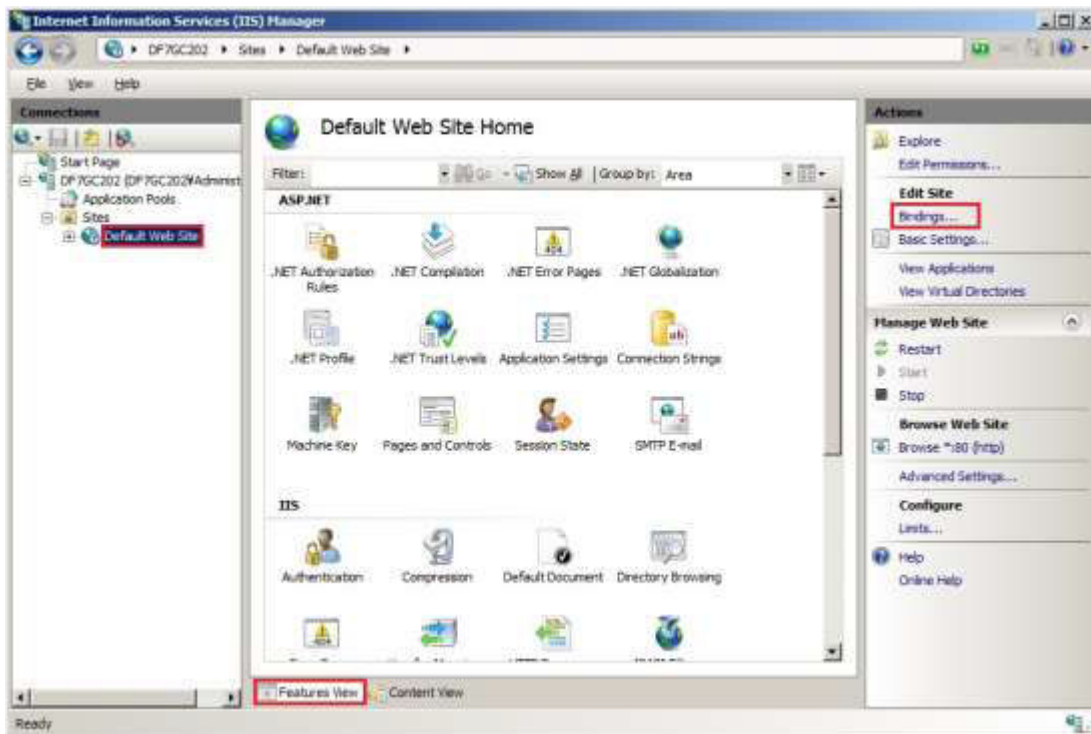 Internet Information Services (IIS) Manager
DF7GC202 Sites Default Web Site
File View Help
Connections
Start Page
DF7GC202 (DF7GC202¥Administ
Application Pools
Sites
Default Web Site
Default Web Site Home
Filter: Go Show All Group by: Area
ASP.NET
.NET Authorization Rules
.NET Compilation
.NET Error Pages
.NET Globalization
.NET Profile
.NET Trust Levels
Application Settings
Connection Strings
ab
Machine Key
Pages and Controls
Session State
SMTP E-mail
IIS
Authentication
Compression
Default Document
Directory Browsing
404
Features View
Content View
Actions
Explore
Edit Permissions...
Edit Site
Bindings...
Basic Settings...
View Applications
View Virtual Directories
Manage Web Site
Restart
Start
Stop
Browse Web Site
Browse *:80 (http)
Advanced Settings...
Configure
Limits...
Help
Online Help
Ready